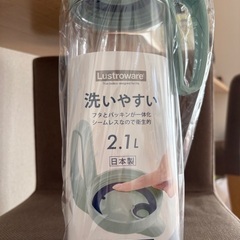 Lustroware
洗いやすい
フタとパッキンが一体化
シームレスなので衛生的
2.1L
日本製